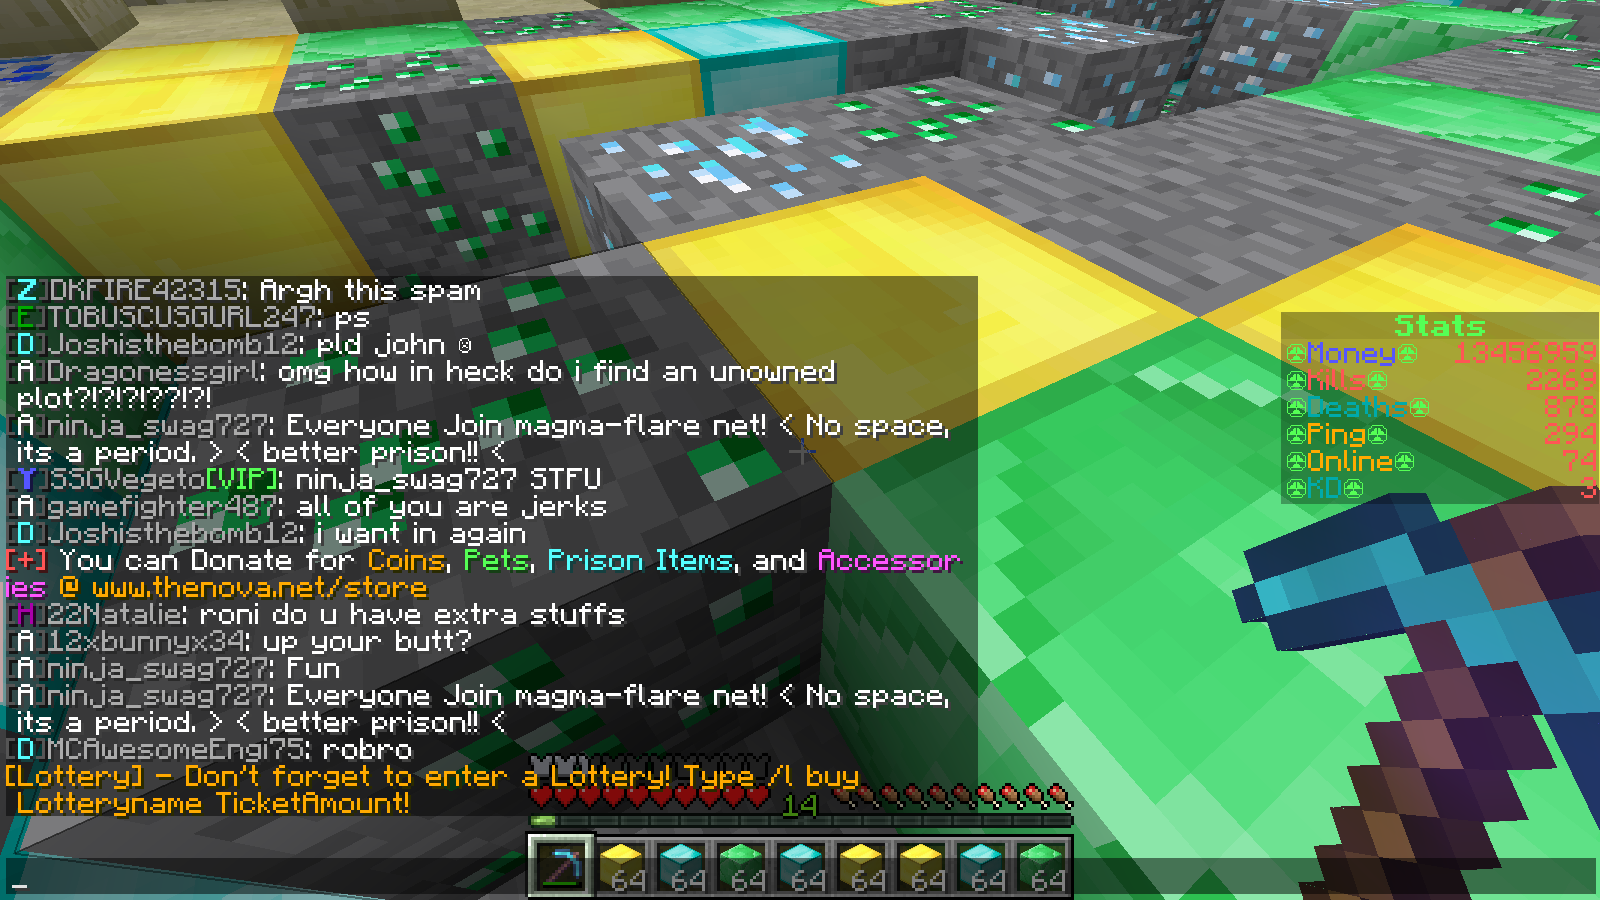 [Z]DKFIRE42315: Argh this spam
[E]TOBUSCUSGURL247: ps
[D]Joshisthebomb12: pld john ☹
[A]Dragonessgirl: omg how in heck do i find an unowned
plot?!?!?!??!?!
[A]ninja_swag727: Everyone Join magma-flare net! < No space,
its a period. > < better prison!! <
[Y]SSGVegeto[VIP]: ninja_swag727 STFU
[A]gamefighter487: all of you are jerks
[D]Joshisthebomb12: i want in again
[+] You can Donate for Coins, Pets, Prison Items, and Accessor
ies @ www.thenova.net/store
[H]22Natalie: roni do u have extra stuffs
[A]12xbunnyx34: up your butt?
[A]ninja_swag727: Fun
[A]ninja_swag727: Everyone Join magma-flare net! < No space,
its a period. > < better prison!! <
[D]MCAwesomeEngi75: robro
[Lottery] - Don't forget to enter a Lottery! Type /l buy
Lotteryname TicketAmount!
Stats
Money 13456959
Kills 2269
Deaths 878
Ping 294
Online 74
KD 3
14
64 64 64 64 64 64 64 64
_